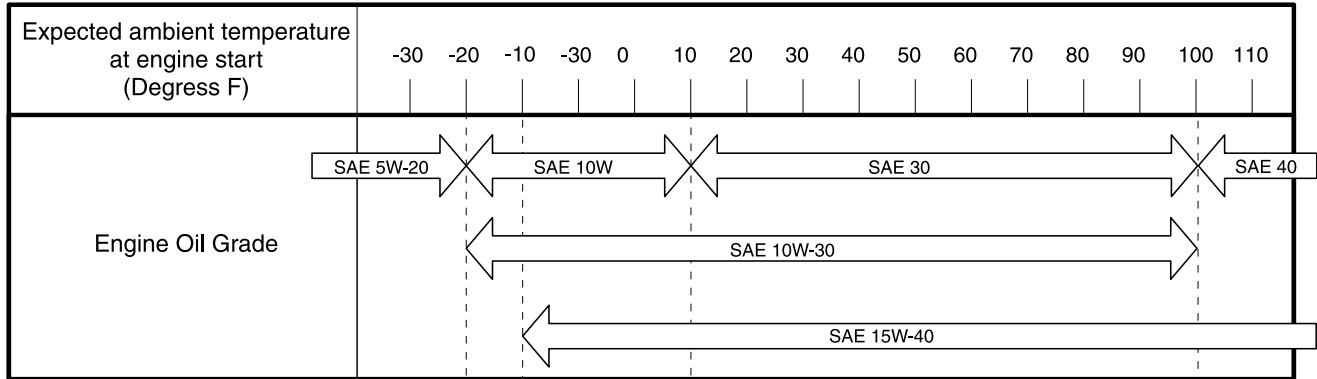 Expected ambient temperature
at engine start
(Degress F)
-30 -20 -10 -30 0 10 20 30 40 50 60 70 80 90 100 110
SAE 5W-20 SAE 10W SAE 30 SAE 40
Engine Oil Grade
SAE 10W-30
SAE 15W-40